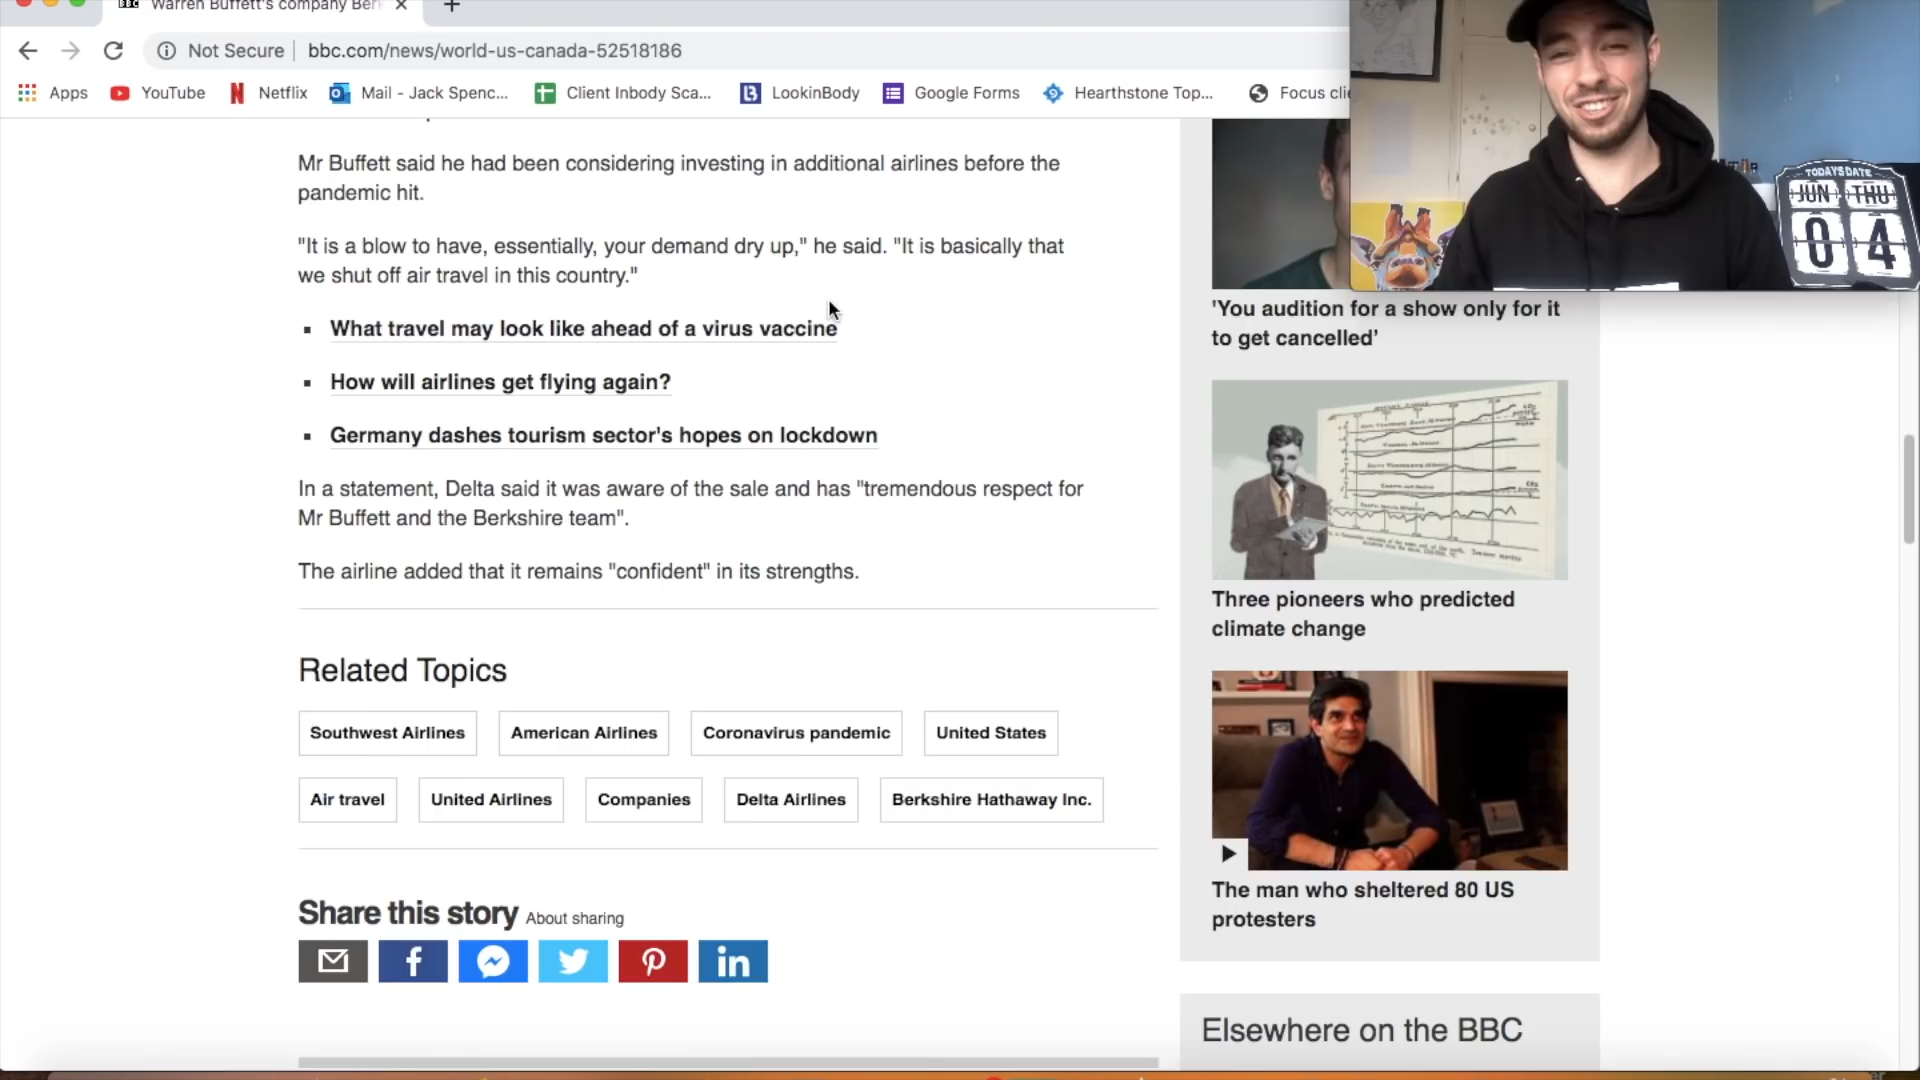 Warren Buffett's company Berk
Not Secure
bbc.com/news/world-us-canada-52518186
Apps
YouTube
Netflix
Mail - Jack Spenc...
Client Inbody Sca...
LookinBody
Google Forms
Hearthstone Top...
Focus clie
Mr Buffett said he had been considering investing in additional airlines before the
pandemic hit.
"It is a blow to have, essentially, your demand dry up," he said. "It is basically that
we shut off air travel in this country."
What travel may look like ahead of a virus vaccine
How will airlines get flying again?
Germany dashes tourism sector's hopes on lockdown
In a statement, Delta said it was aware of the sale and has "tremendous respect for
Mr Buffett and the Berkshire team".
The airline added that it remains "confident" in its strengths.
Related Topics
Southwest Airlines
American Airlines
Coronavirus pandemic
United States
Air travel
United Airlines
Companies
Delta Airlines
Berkshire Hathaway Inc.
Share this story About sharing
TODAYS DATE
JUN THU
04
'You audition for a show only for it
to get cancelled'
Three pioneers who predicted
climate change
The man who sheltered 80 US
protesters
Elsewhere on the BBC